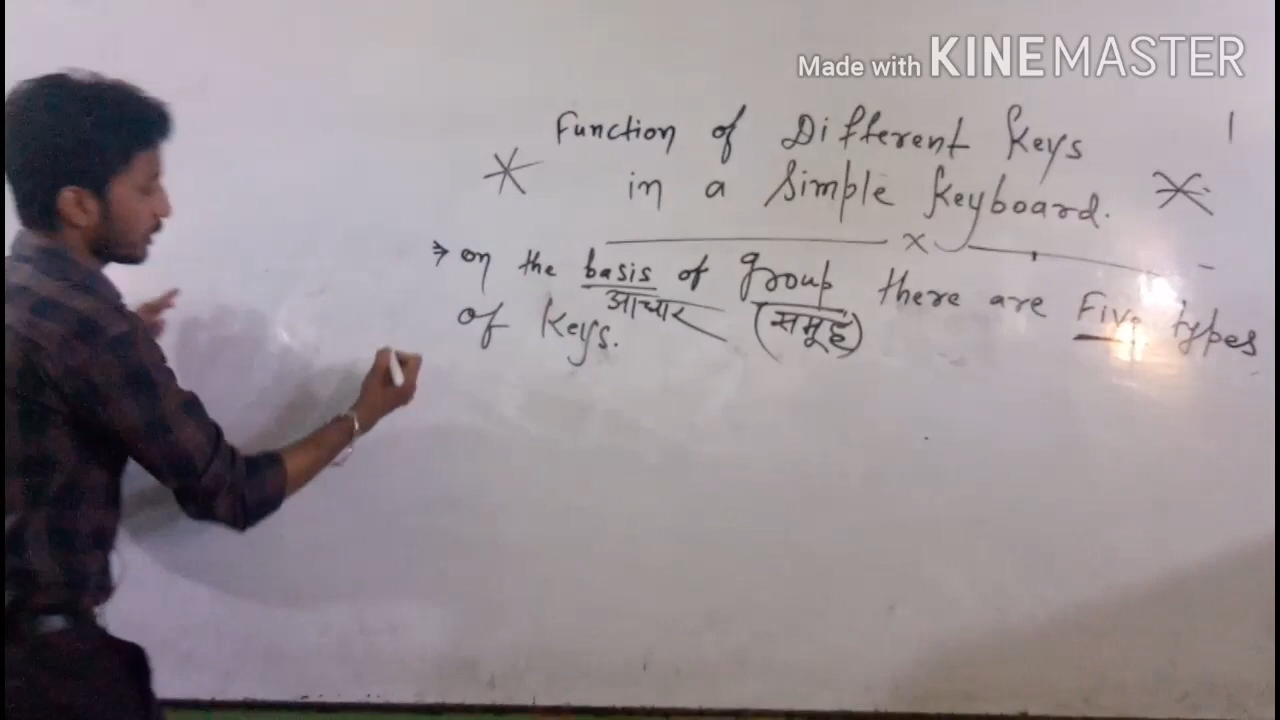 Made with KINEMASTER
Function of Different Keys
in a Simple Keyboard.
→ on the basis of group there are Five types
आधार (समूह)
of Keys.